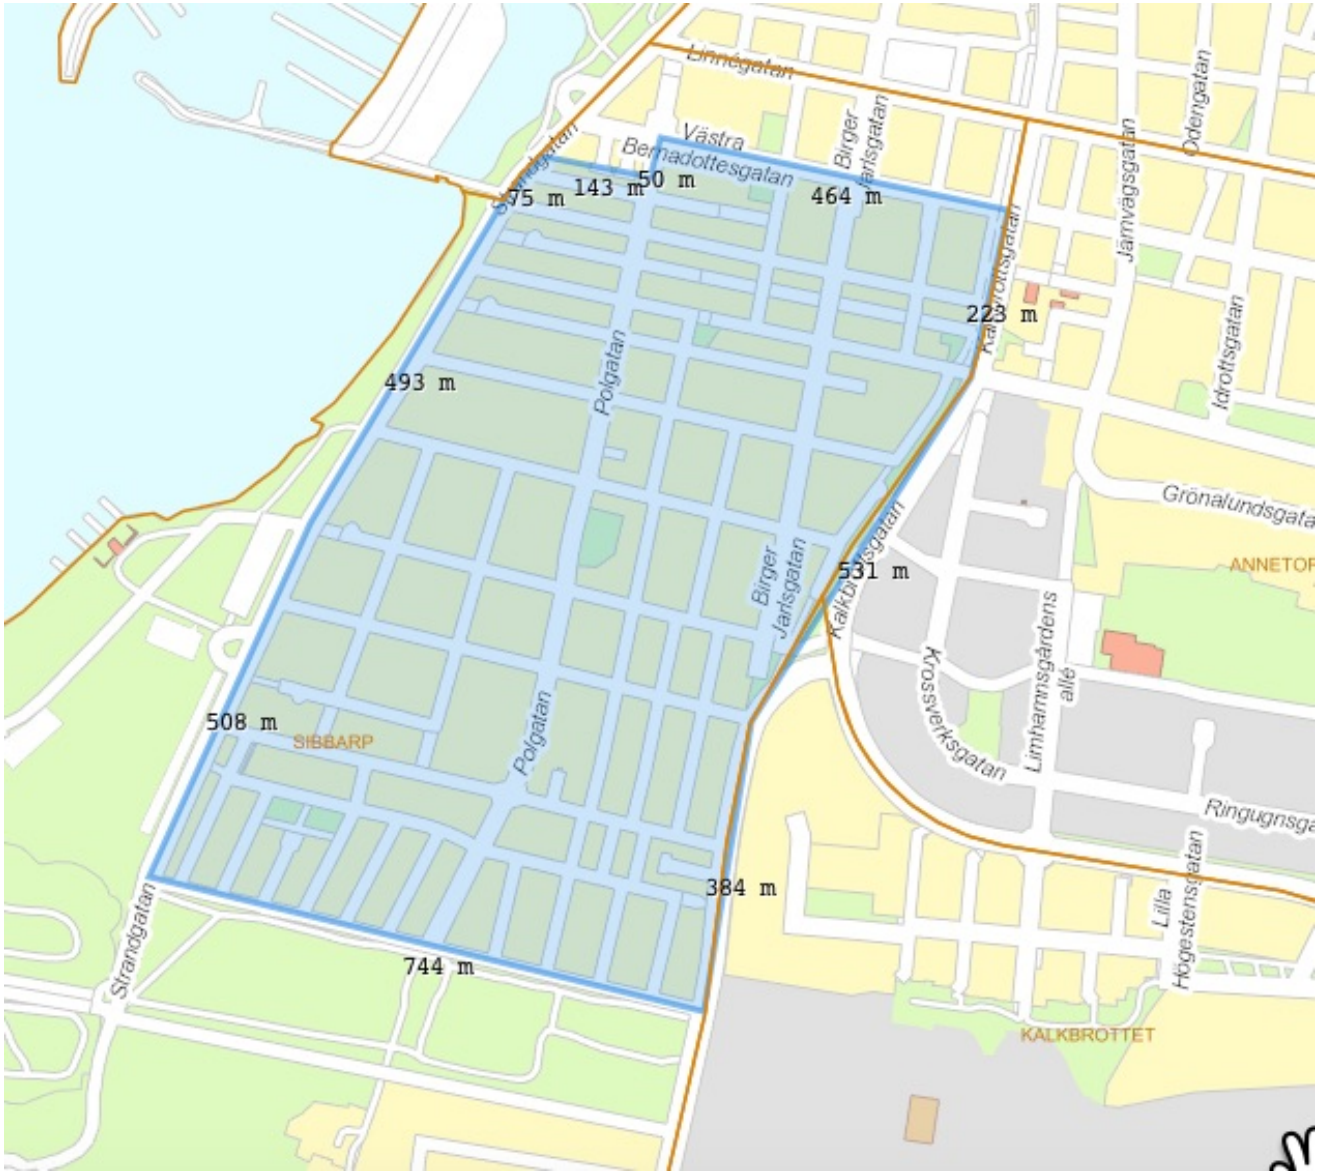 Linnégatan
Odengatan
Birger
Jarlsgatan
Järnvägsgatan
Västra
Bernadottesgatan
Strandgatan
75 m
143 m
50 m
464 m
Kalkbrottsgatan
223 m
Idrottsgatan
Polgatan
493 m
Grönalundsgata
ANNETOR
Birger
Jarlsgatan
Kalkbrottsgatan
531 m
Limhamnsgårdens
allé
Krossverksgatan
508 m
SIBBARP
Polgatan
Ringugnsga
384 m
Lilla
Högestensgatan
Strandgatan
744 m
KALKBROTTET